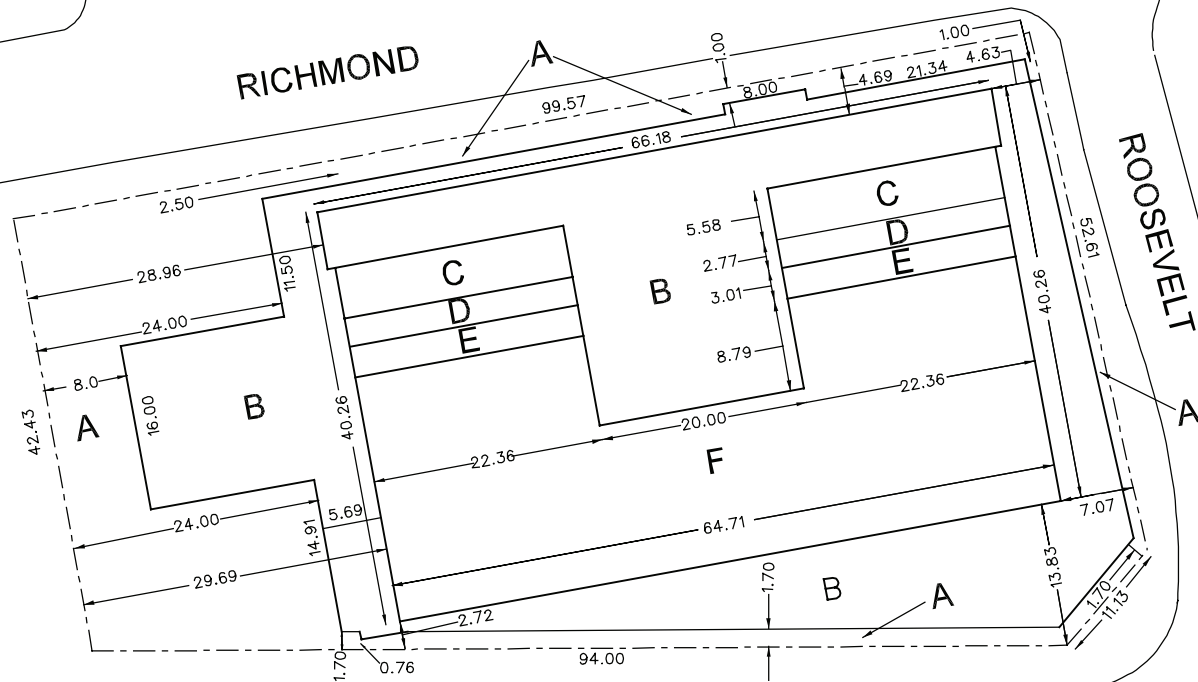 RICHMOND
A
1.00
1.00
99.57
8.00
4.69
21.34
4.63
66.18
ROOSEVELT
2.50
C
C
5.58
D
52.61
28.96
11.50
C
B
2.77
E
D
3.01
40.26
24.00
E
8.79
8.0
22.36
A
16.00
B
40.26
20.00
A
42.43
22.36
F
24.00
5.69
64.71
7.07
14.91
29.69
1.70
B
13.83
A
1.70
11.13
2.72
1.70
0.76
94.00